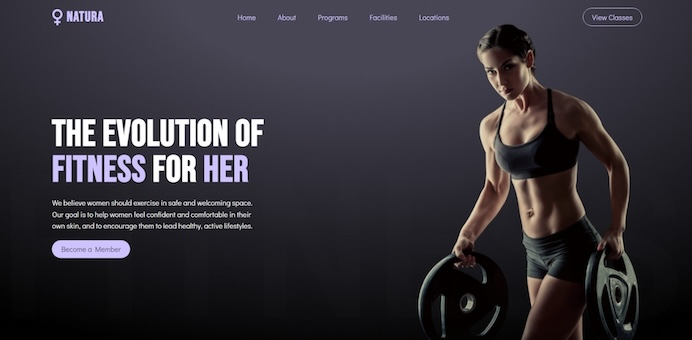 NATURA
Home
About
Programs
Facilities
Locations
View Classes
THE EVOLUTION OF
FITNESS FOR HER
We believe women should exercise in safe and welcoming space.
Our goal is to help women feel confident and comfortable in their
own skin, and to encourage them to lead healthy, active lifestyles.
Become a Member